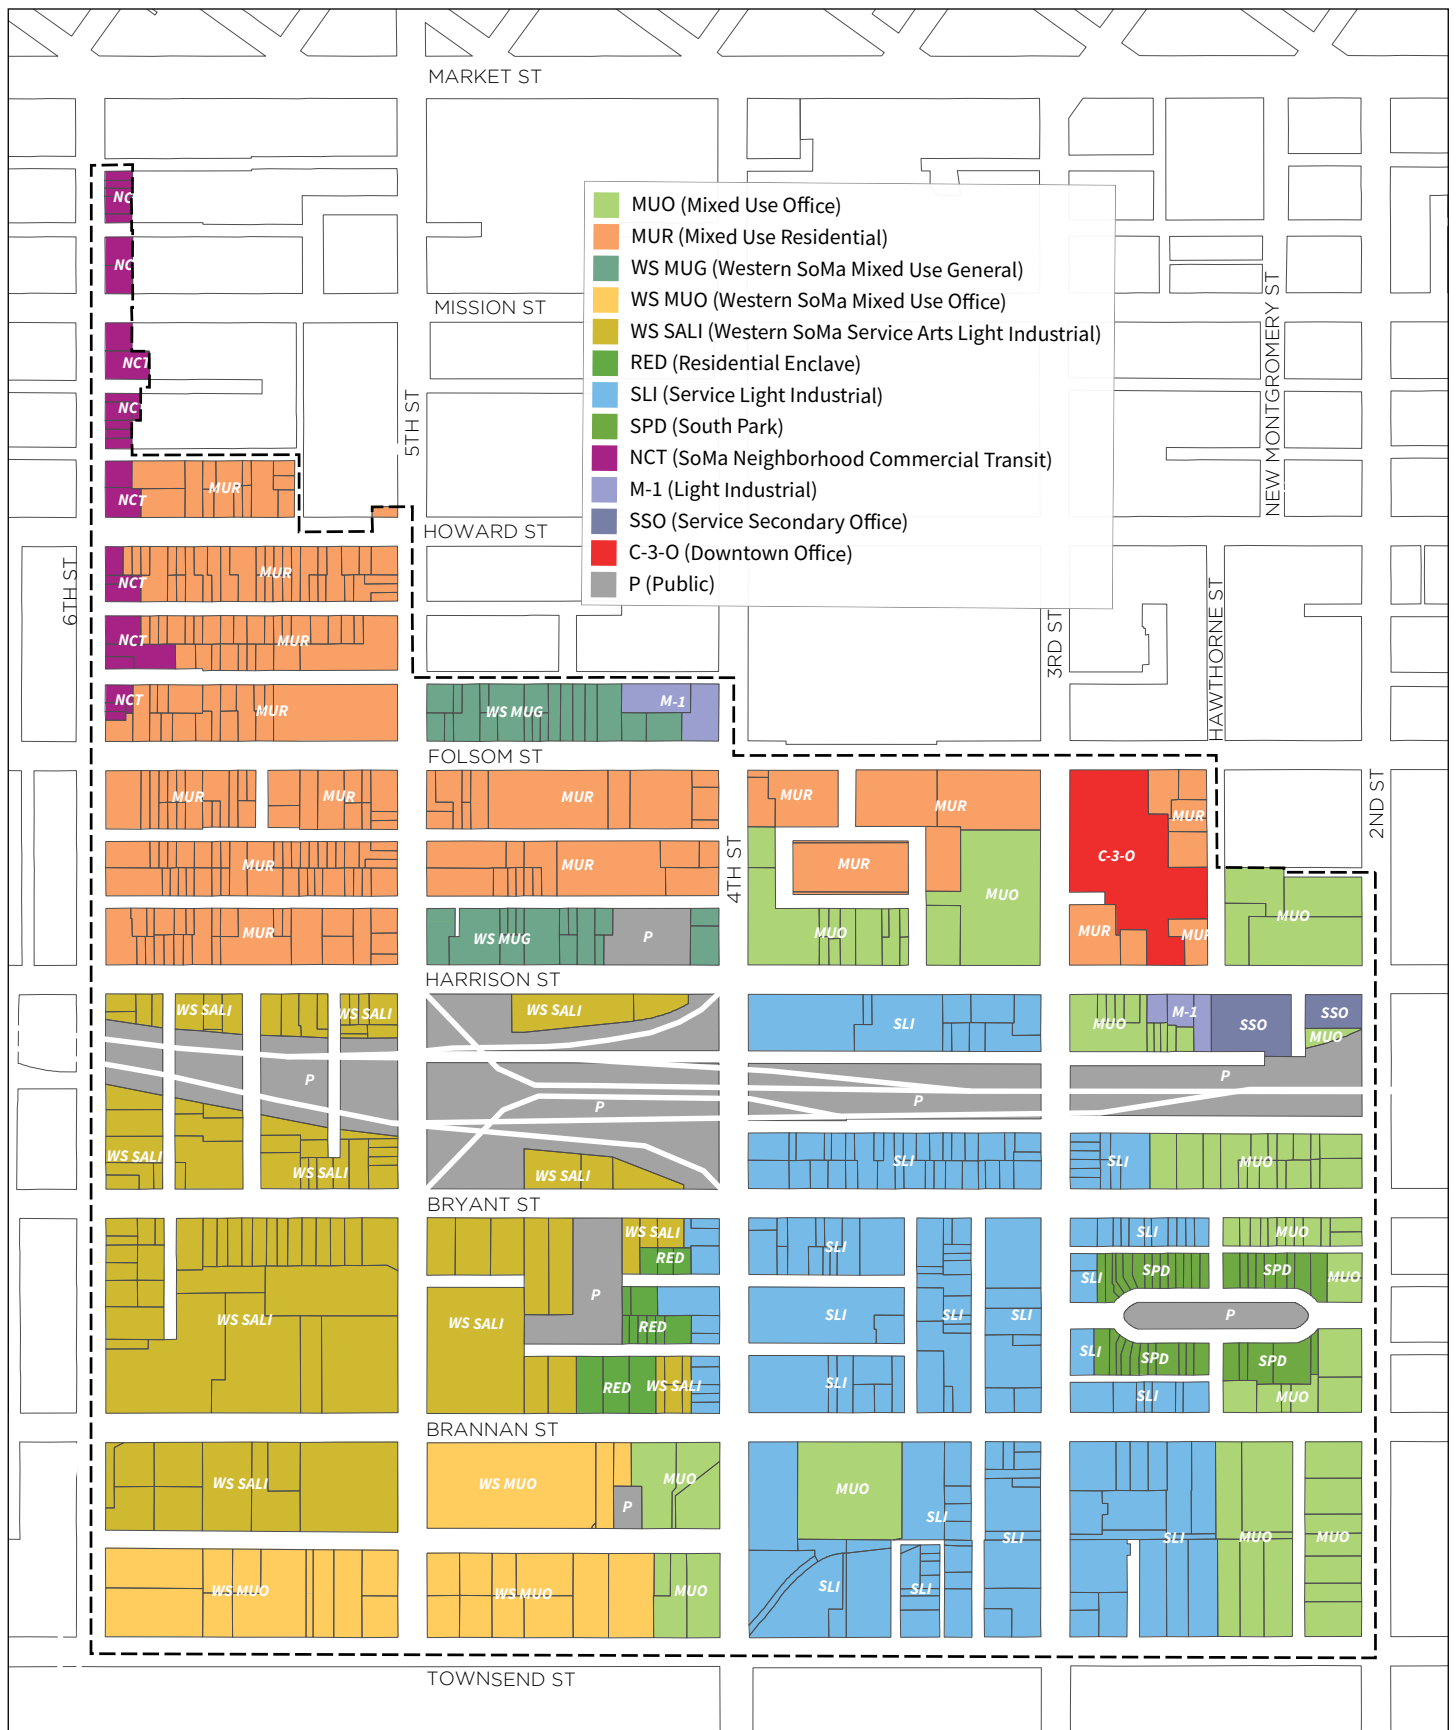 MARKET ST
MUO (Mixed Use Office)
MUR (Mixed Use Residential)
WS MUG (Western SoMa Mixed Use General)
WS MUO (Western SoMa Mixed Use Office)
WS SALI (Western SoMa Service Arts Light Industrial)
RED (Residential Enclave)
SLI (Service Light Industrial)
SPD (South Park)
NCT (SoMa Neighborhood Commercial Transit)
M-1 (Light Industrial)
SSO (Service Secondary Office)
C-3-O (Downtown Office)
P (Public)
NC
NC
MISSION ST
NEW MONTGROMERY ST
NCT
NC
5TH ST
NCT
MUR
HOWARD ST
6TH ST
NCT
MUR
NCT
MUR
3RD ST
HAWTHORNE ST
NCT
MUR
WS MUG
M-1
FOLSOM ST
MUR
MUR
MUR
MUR
MUR
MUR
2ND ST
MUR
MUR
4TH ST
MUR
MUO
C-3-O
MUR
WS MUG
P
MUO
MUR
MUR
MUO
HARRISON ST
WS SALI
WS SALI
WS SALI
SLI
MUO
M-1
SSO
SSO
MUO
P
P
P
P
WS SALI
WS SALI
WS SALI
SLI
SLI
MUO
BRYANT ST
WS SALI
RED
SLI
SLI
MUO
SLI
SPD
SPD
MUO
WS SALI
WS SALI
P
RED
SLI
SLI
SLI
P
RED
WS SALI
SLI
SLI
SPD
SPD
SLI
MUO
BRANNAN ST
WS SALI
WS MUO
P
MUO
MUO
SLI
SLI
SLI
MUO
MUO
WS MUO
WS MUO
MUO
SLI
SLI
TOWNSEND ST